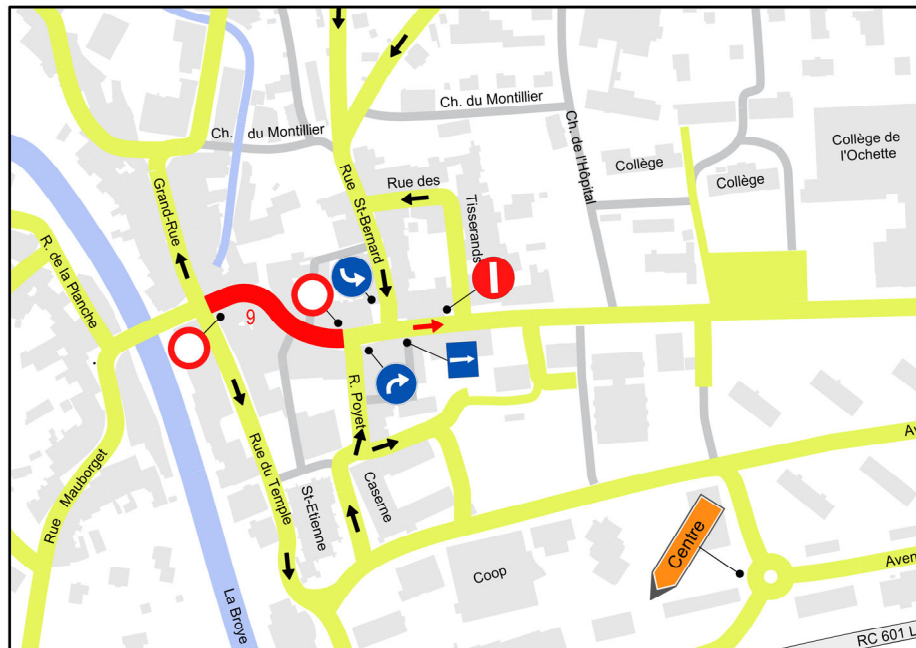 Ch. du Montillier
Ch. du Montillier
Ch. de l'Hôpital
Collège de
l'Ochette
Collège
Collège
Rue des
Tisserands
Rue St-Bernard
Grand-Rue
R. de la Planche
9
R. Poyet
Rue du Temple
St-Etienne
Caserne
Rue Mauborget
La Broye
Coop
Centre
Av
Aven
RC 601 L